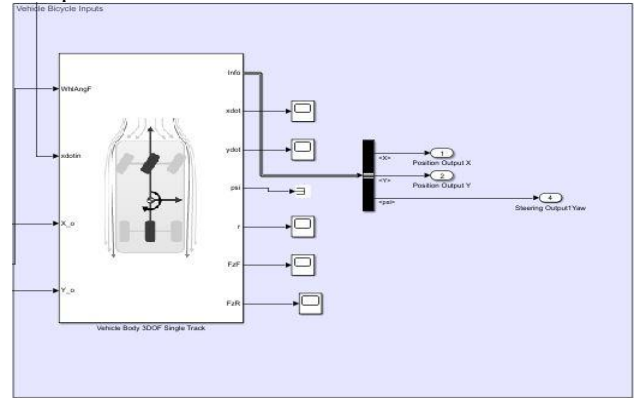 Vehicle Bicycle Inputs
WhlAngF
xdotin
X_o
Y_o
Info
xdot
ydot
psi
r
FzF
FzR
Vehicle Body 3DOF Single Track
<X>
<Y>
<psi>
1
Position Output X
2
Position Output Y
4
Steering Output1Yaw